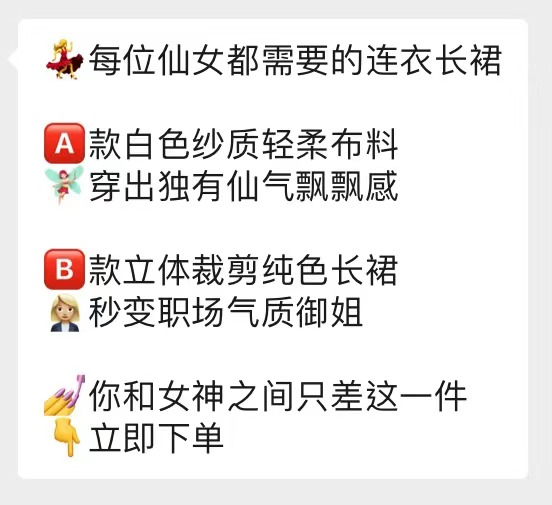 💃每位仙女都需要的连衣长裙
🅰款白色纱质轻柔布料
🧚穿出独有仙气飘飘感
🅱款立体裁剪纯色长裙
👩🏼‍💼秒变职场气质御姐
💅你和女神之间只差這一件
👇立即下单